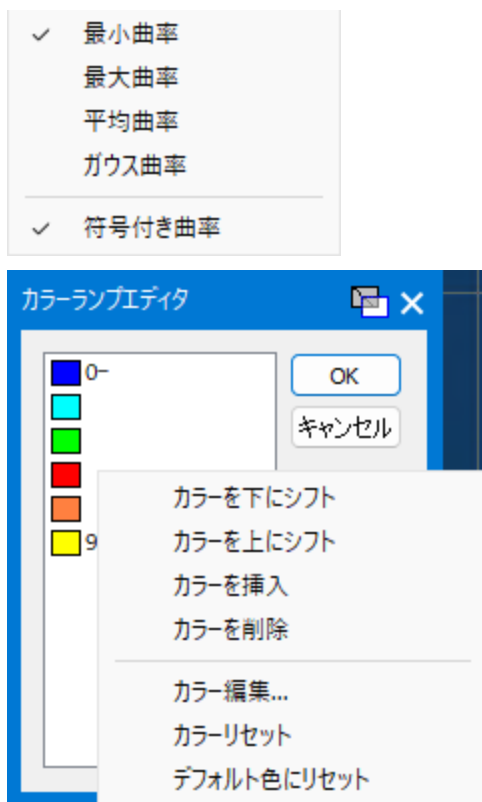 最小曲率
最大曲率
平均曲率
ガウス曲率
符号付き曲率
カラーランプエディタ
0-
OK
キャンセル
9
カラーを下にシフト
カラーを上にシフト
カラーを挿入
カラーを削除
カラー編集...
カラーリセット
デフォルト色にリセット